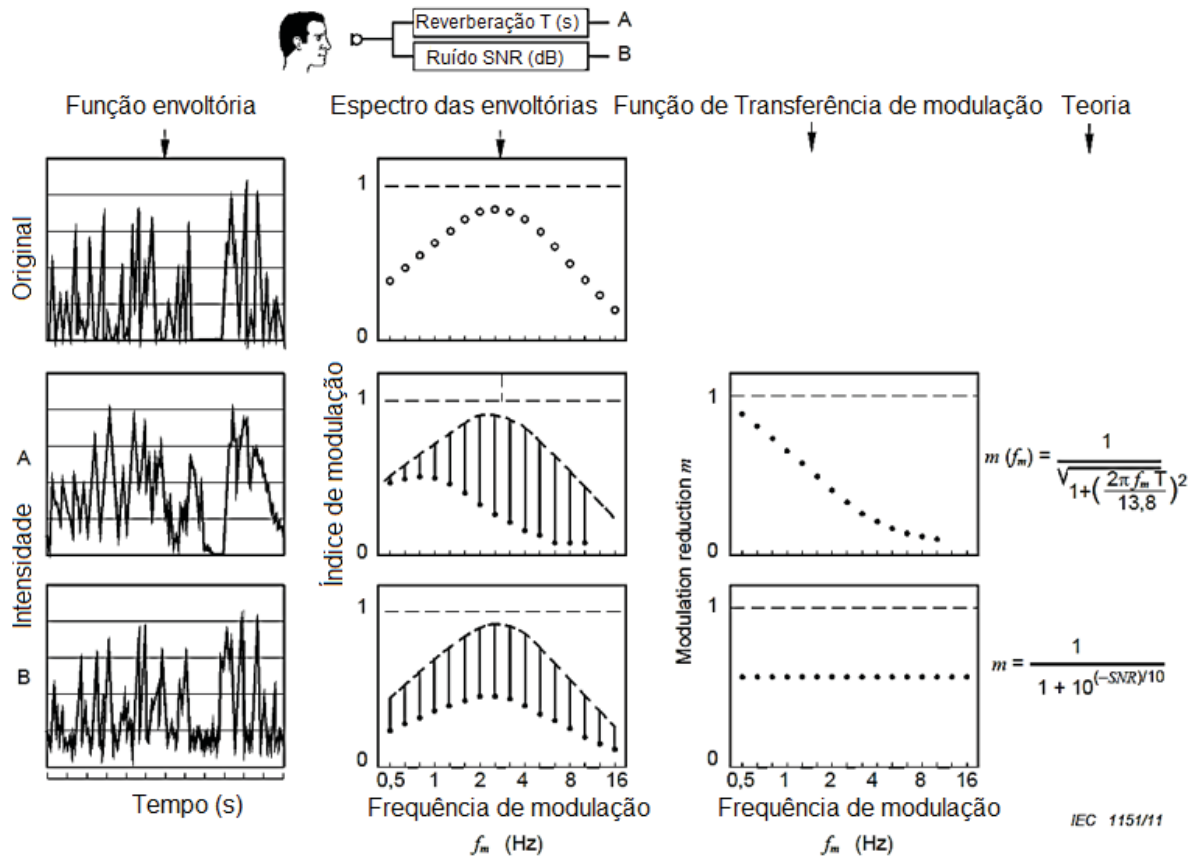 Reverberação T (s) A
Ruído SNR (dB) B
Função envoltória
Espectro das envoltórias
Função de Transferência de modulação
Teoria
Original
A
Intensidade
B
Tempo (s)
1
0
Índice de modulação
1
0
1
0
0,5 1 2 4 8 16
Frequência de modulação
fm (Hz)
Modulation reduction m
1
0
1
0
0,5 1 2 4 8 16
Frequência de modulação
fm (Hz)
m (fm) = 1 / √1+(2π fm T / 13,8)²
m = 1 / 1 + 10^(−SNR)/10
IEC 1151/11